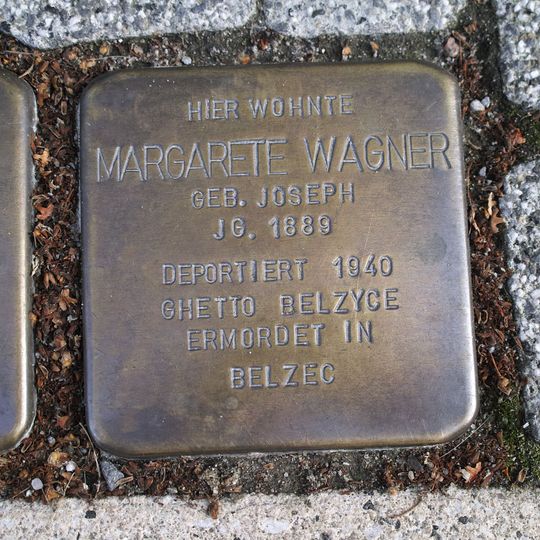 HIER WOHNTE
MARGARETE WAGNER
GEB. JOSEPH
JG. 1889
DEPORTIERT 1940
GHETTO BELZYCE
ERMORDET IN
BELZEC